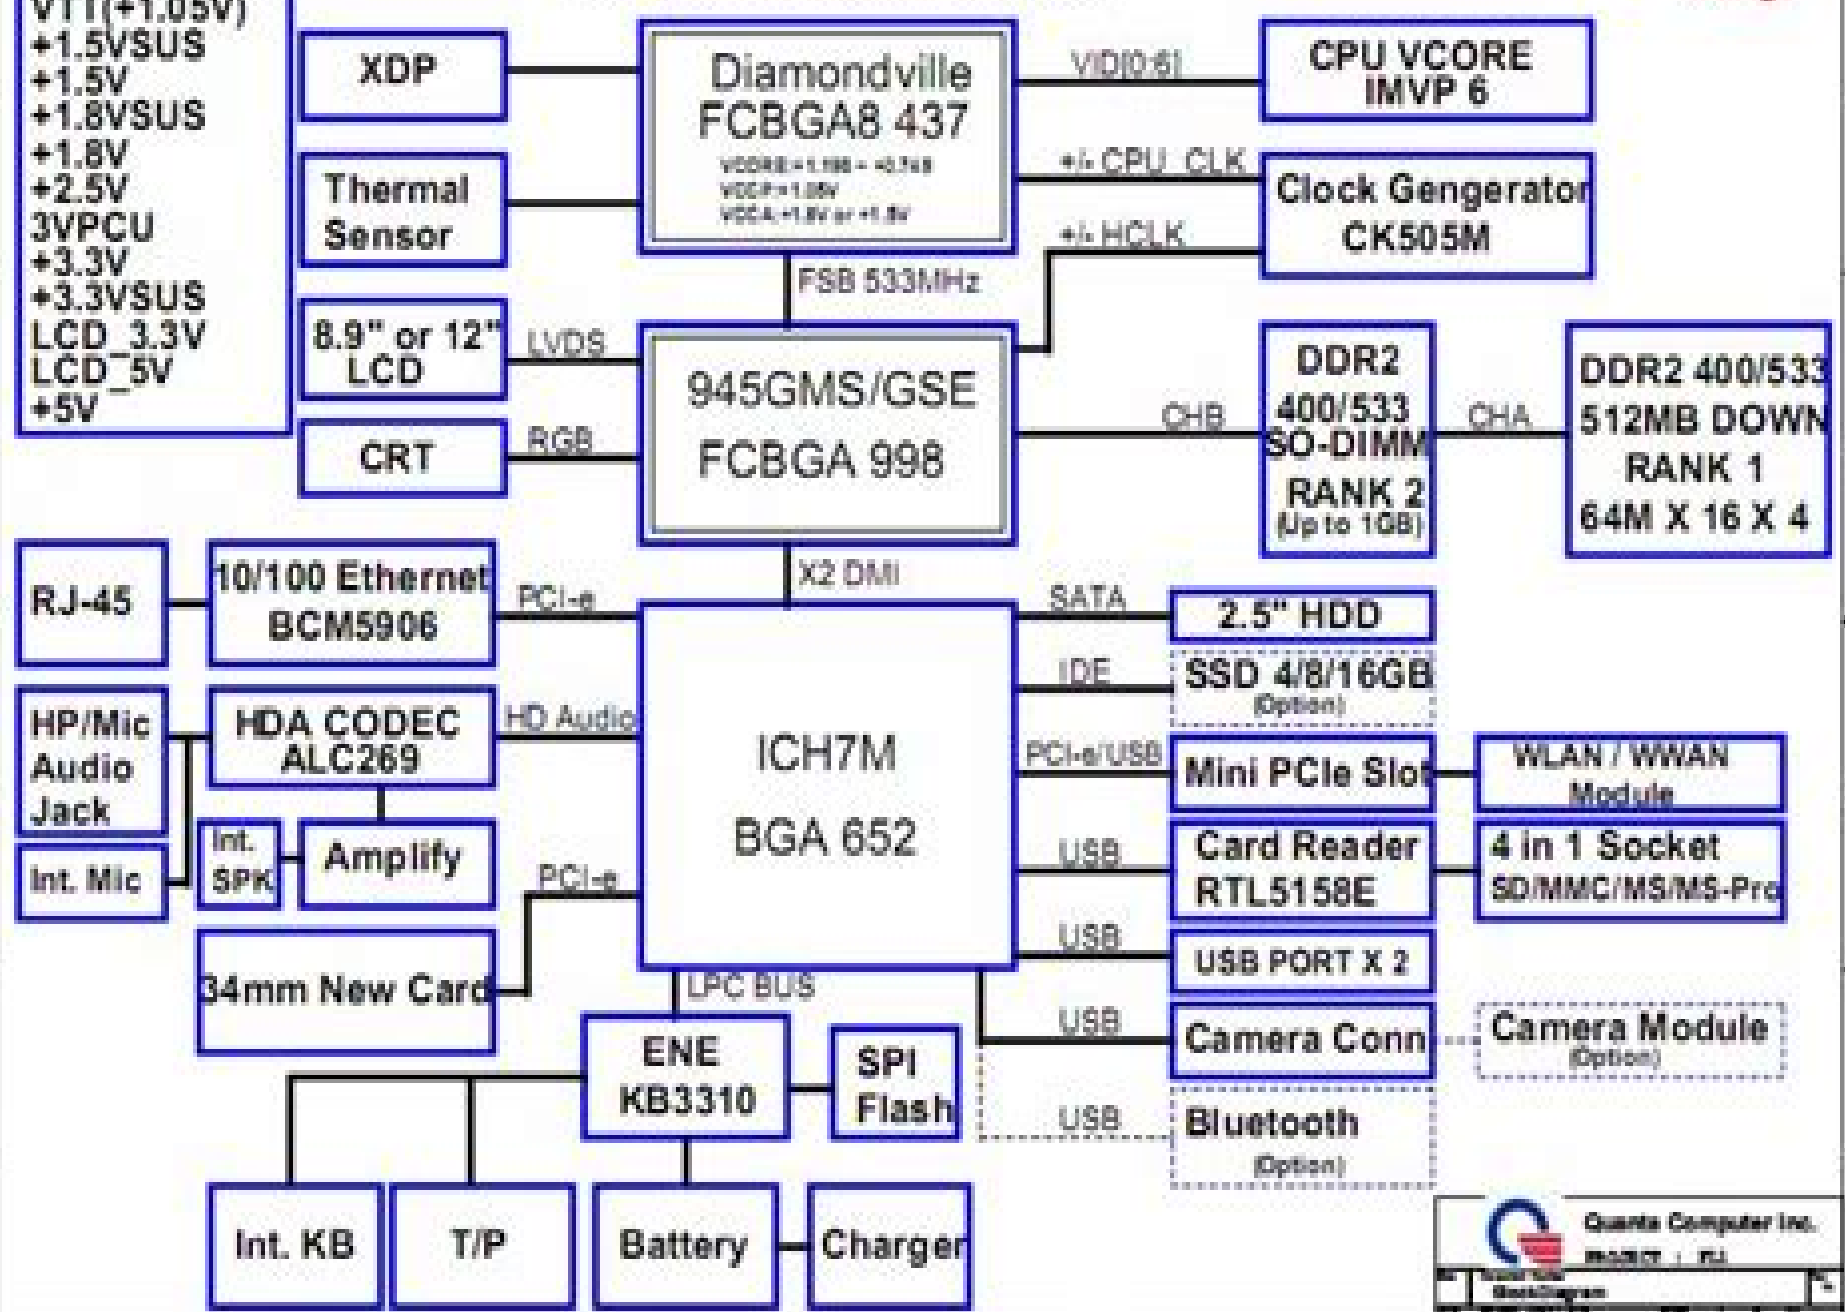 VTT(+1.05V)
+1.5VSUS
+1.5V
+1.8VSUS
+1.8V
+2.5V
3VPCU
+3.3V
+3.3VSUS
LCD_3.3V
LCD_5V
+5V
XDP
Thermal
Sensor
8.9" or 12"
LCD
LVDS
CRT
RGB
Diamondville
FCBGA8 437
VCCP:+1.05V
FSB 533MHz
VID[0:6]
CPU VCORE
IMVP 6
+/- CPU_CLK
+/- HCLK
Clock Gengerator
CK505M
945GMS/GSE
FCBGA 998
CHB
DDR2
400/533
SO-DIMM
RANK 2
(Up to 1GB)
CHA
DDR2 400/533
512MB DOWN
RANK 1
64M X 16 X 4
X2 DMI
RJ-45
10/100 Ethernet
BCM5906
PCI-e
HP/Mic
Audio
Jack
HDA CODEC
ALC269
HD Audio
Int. Mic
Int.
SPK
Amplify
PCI-e
34mm New Card
ICH7M
BGA 652
SATA
2.5" HDD
IDE
SSD 4/8/16GB
(Option)
PCI-e/USB
Mini PCIe Slot
WLAN / WWAN
Module
USB
Card Reader
RTL5158E
4 in 1 Socket
SD/MMC/MS/MS-Pro
USB
USB PORT X 2
USB
Camera Conn
Camera Module
(Option)
USB
Bluetooth
(Option)
LPC BUS
ENE
KB3310
SPI
Flash
Int. KB
T/P
Battery
Charger
Quanta Computer Inc.
PROJECT :
Block Diagram